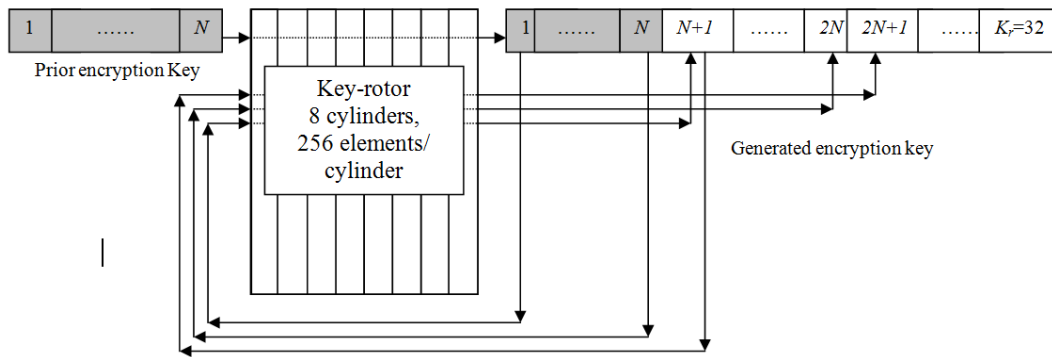 1 …… N
1 …… N N+1 …… 2N 2N+1 …… Kr=32
Prior encryption Key
Key-rotor
8 cylinders,
256 elements/
cylinder
Generated encryption key